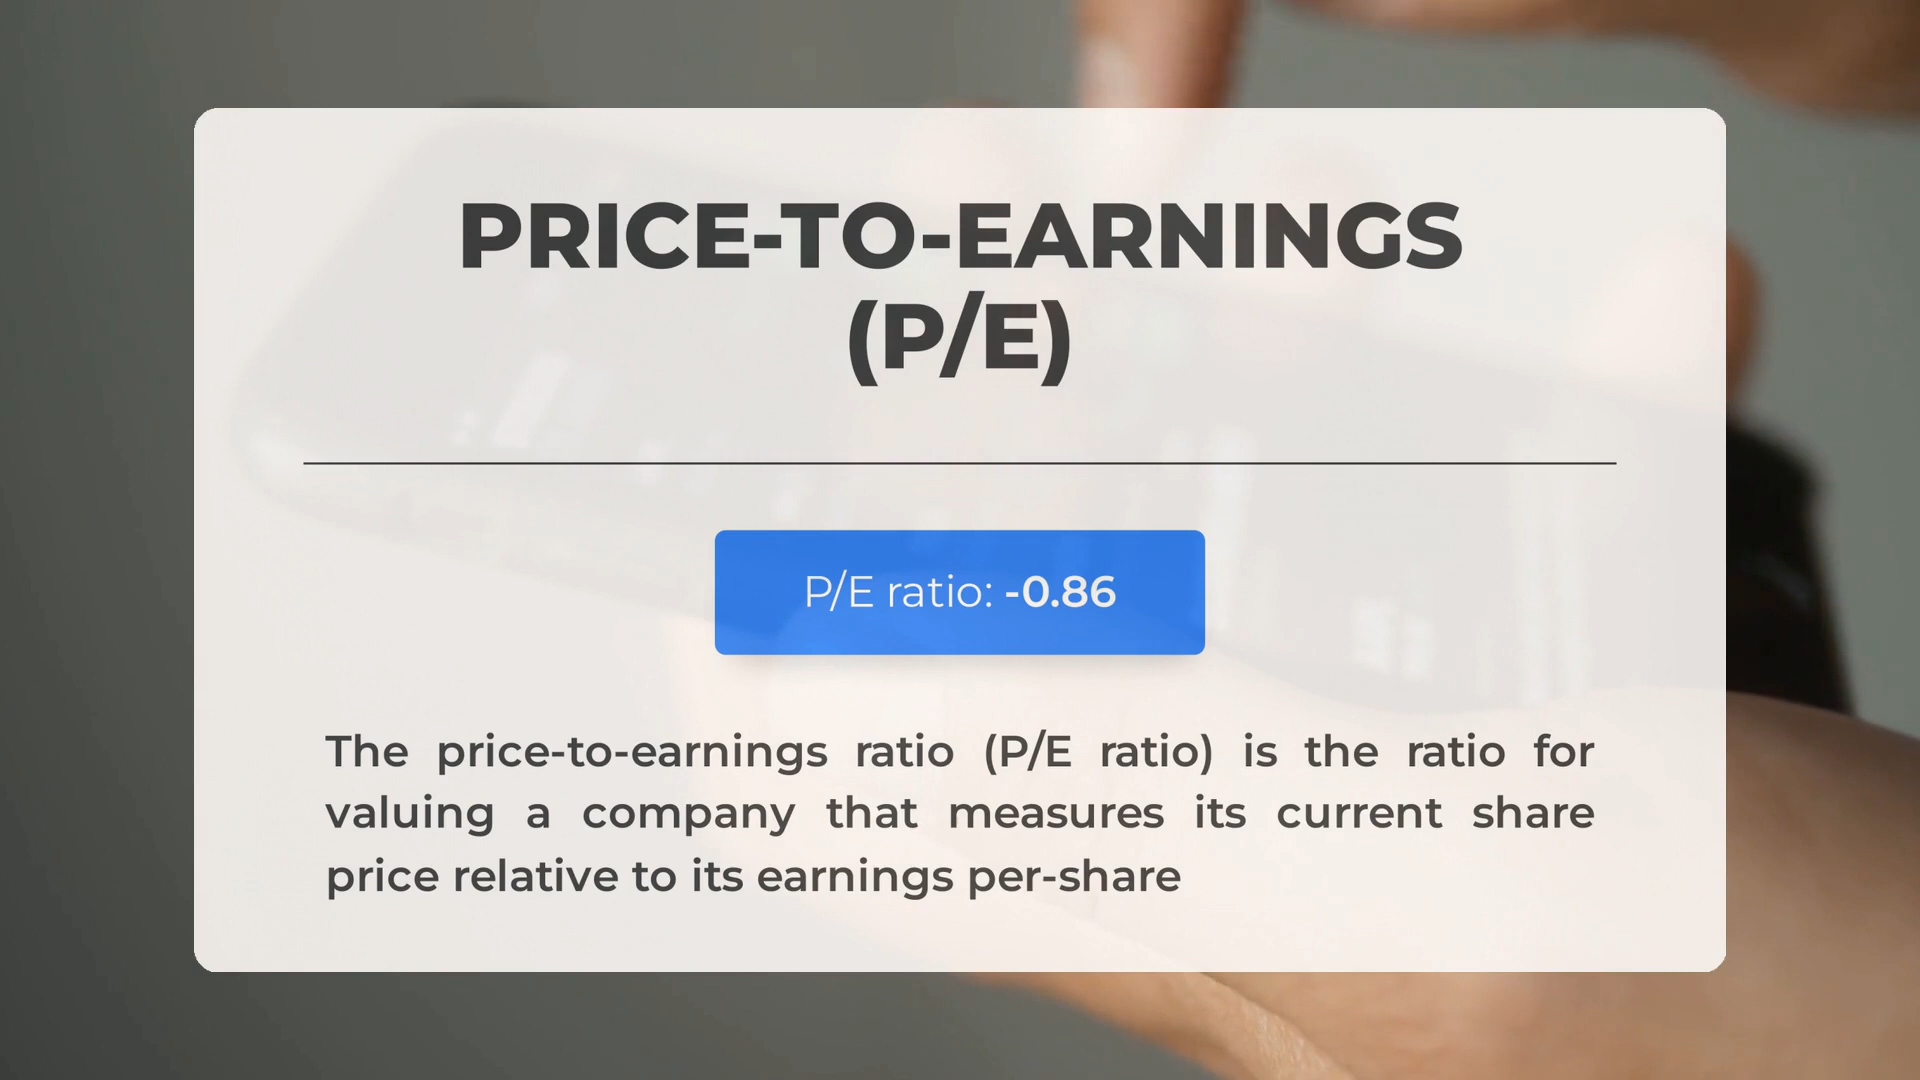 PRICE-TO-EARNINGS
(P/E)
P/E ratio: -0.86
The price-to-earnings ratio (P/E ratio) is the ratio for
valuing a company that measures its current share
price relative to its earnings per-share